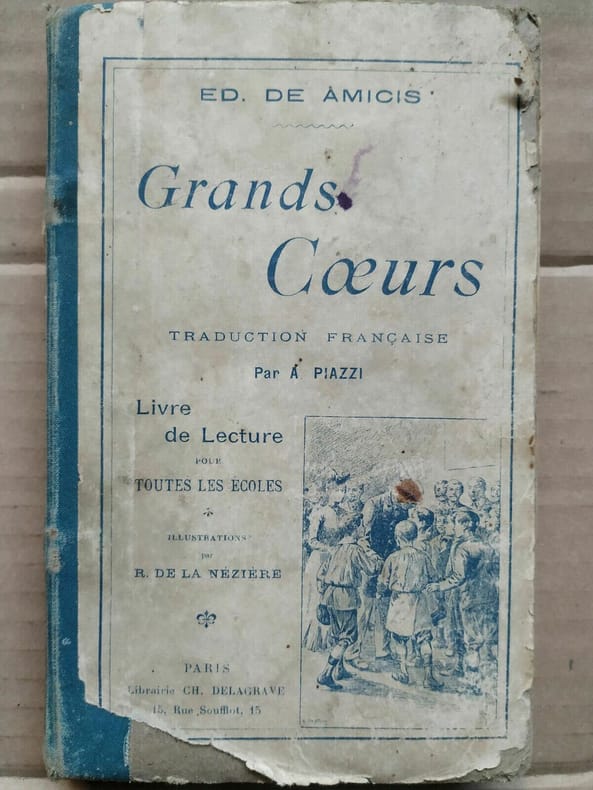 ED. DE AMICIS
Grands
Cœurs
TRADUCTION FRANÇAISE
Par A PIAZZI
Livre
de Lecture
POUR
TOUTES LES ÉCOLES
ILLUSTRATIONS
par
R. DE LA NÉZIÈRE
PARIS
Librairie CH. DELAGRAVE
15, Rue Soufflot, 15